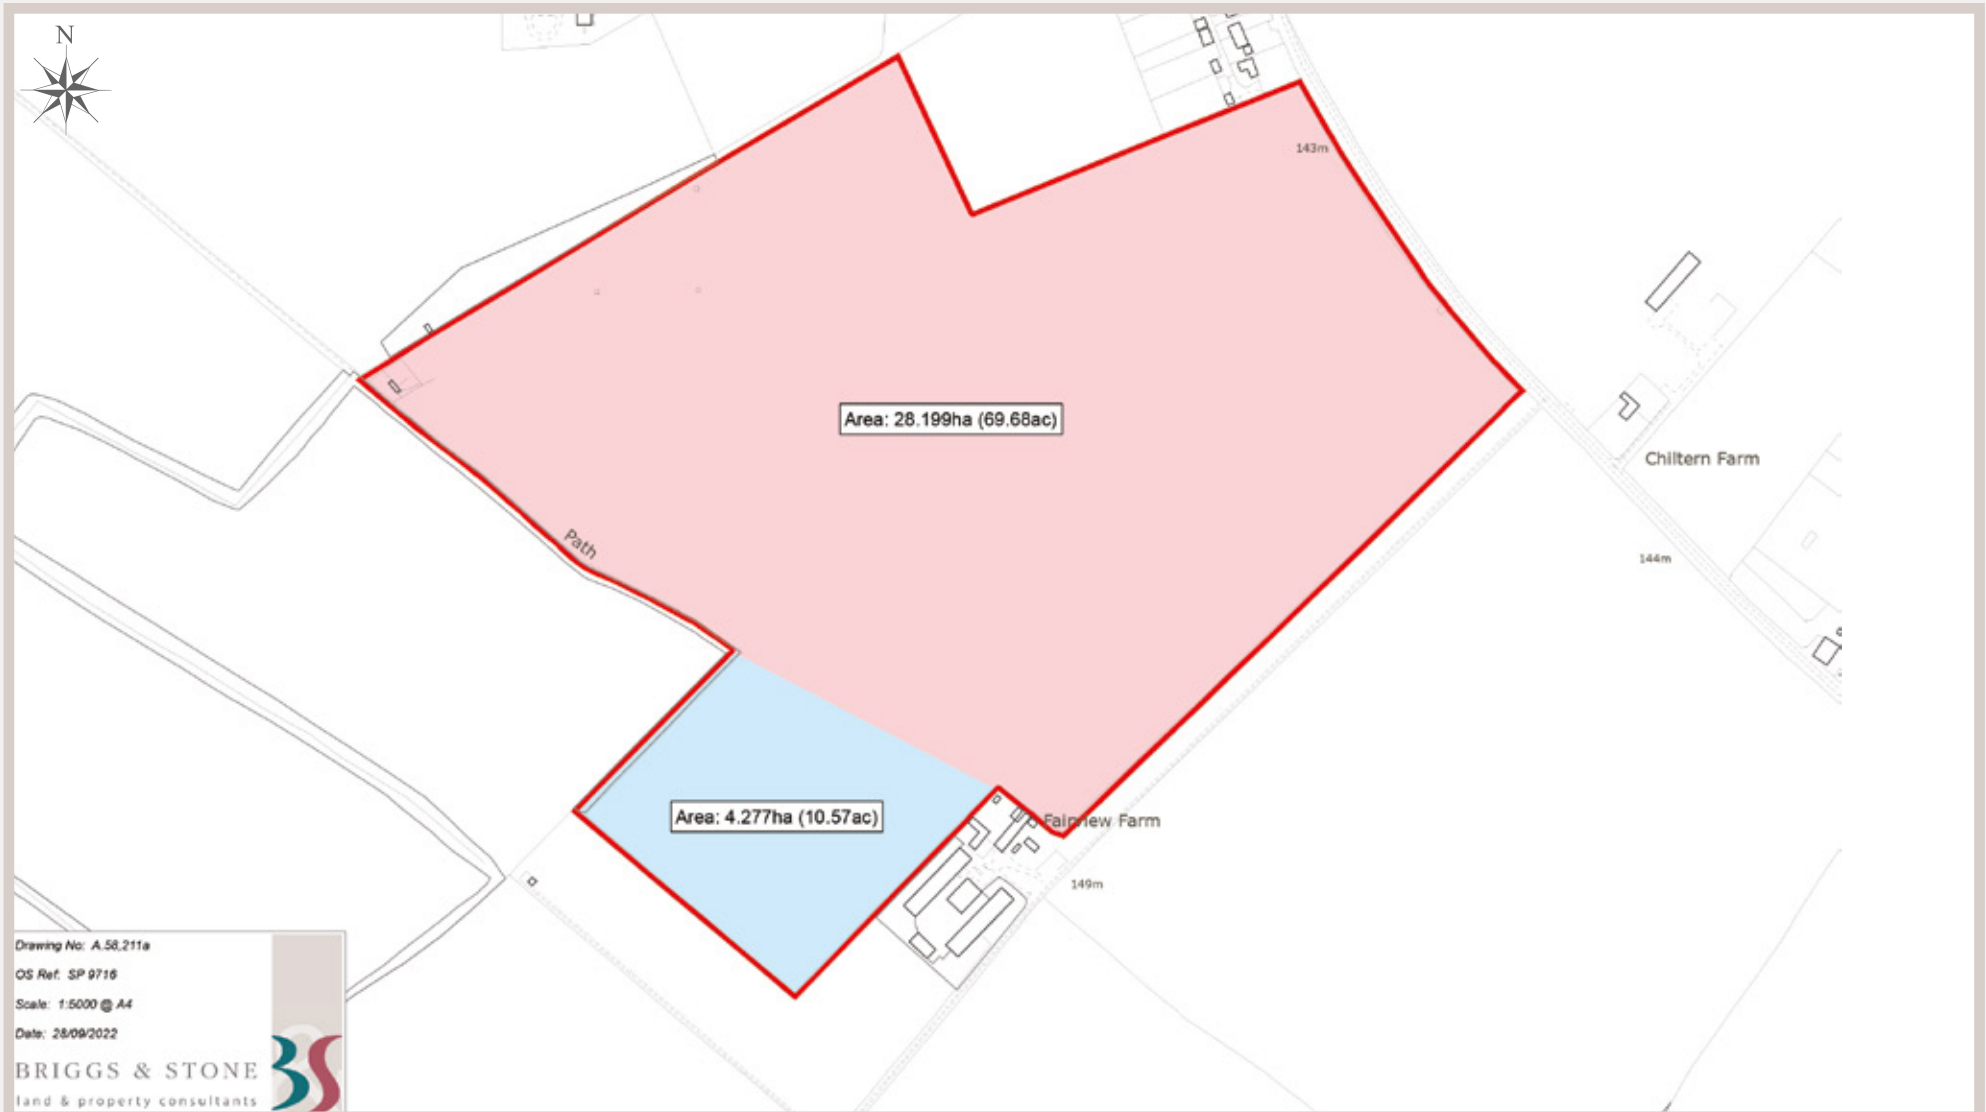 N
143m
Area: 28.199ha (69.68ac)
Chiltern Farm
Path
144m
Area: 4.277ha (10.57ac)
Fairview Farm
149m
Drawing No: A.58,211a
OS Ref: SP 9716
Scale: 1:5000 @ A4
Date: 28/09/2022
BRIGGS & STONE
land & property consultants
BS